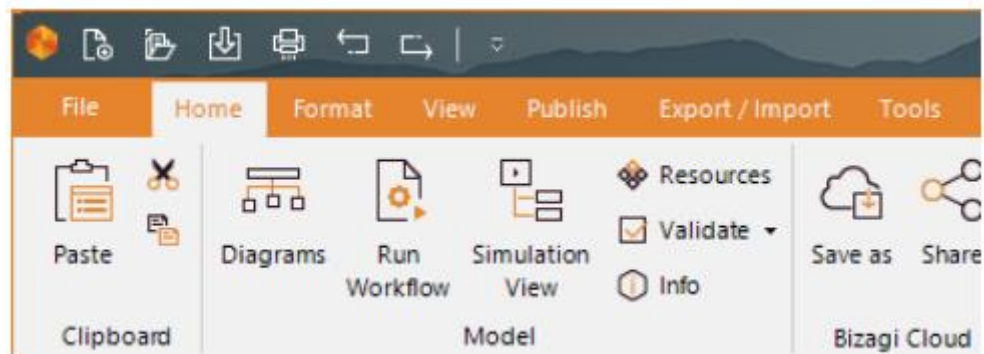 File Home Format View Publish Export / Import Tools
Resources
Validate
Paste Diagrams Run Simulation Save as Share
Workflow View Info
Clipboard Model Bizagi Cloud